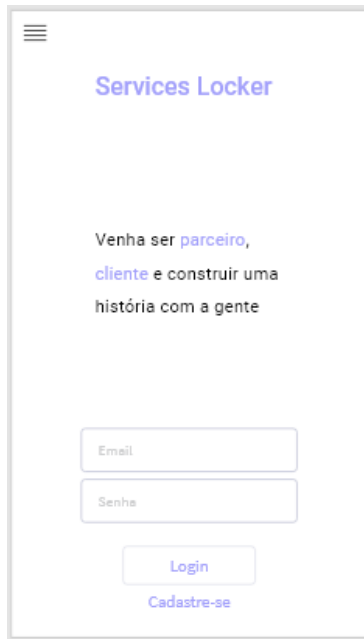 Services Locker
Venha ser parceiro,
cliente e construir uma
história com a gente
Email
Senha
Login
Cadastre-se